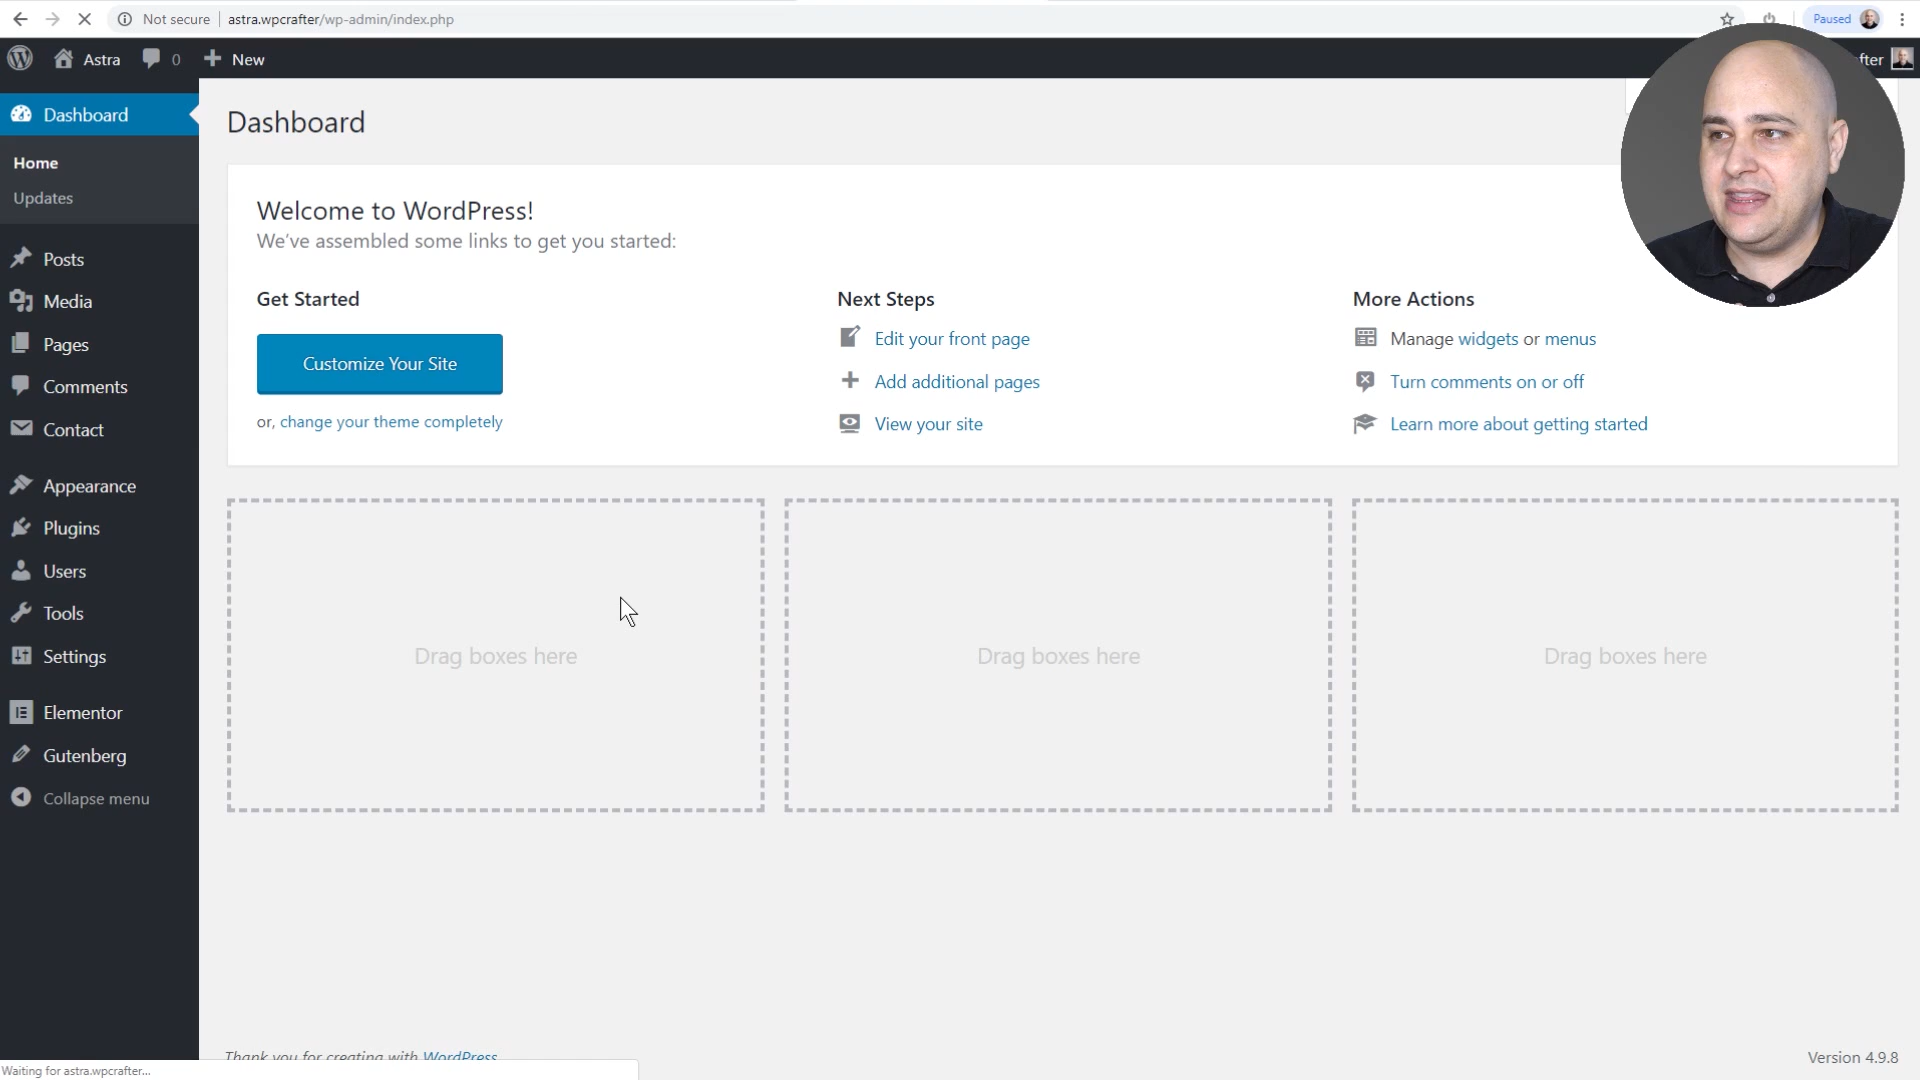 Not secure astra.wpcrafter/wp-admin/index.php Paused
Astra 0 New fter
Dashboard
Home
Updates
Posts
Media
Pages
Comments
Contact
Appearance
Plugins
Users
Tools
Settings
Elementor
Gutenberg
Collapse menu
Dashboard
Welcome to WordPress!
We've assembled some links to get you started:
Get Started
Customize Your Site
or, change your theme completely
Next Steps
Edit your front page
Add additional pages
View your site
More Actions
Manage widgets or menus
Turn comments on or off
Learn more about getting started
Drag boxes here
Drag boxes here
Drag boxes here
Thank you for creating with WordPress
Version 4.9.8
Waiting for astra.wpcrafter...